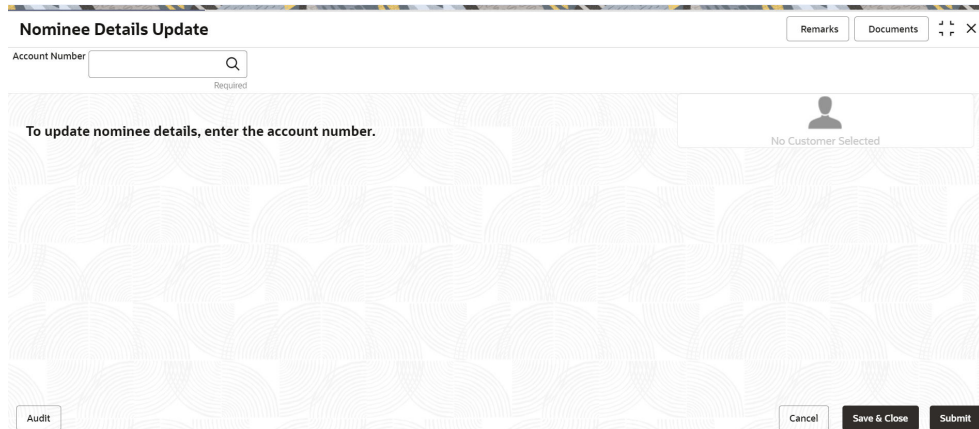 Nominee Details Update
Remarks
Documents
Account Number
Required
To update nominee details, enter the account number.
No Customer Selected
Audit
Cancel
Save & Close
Submit